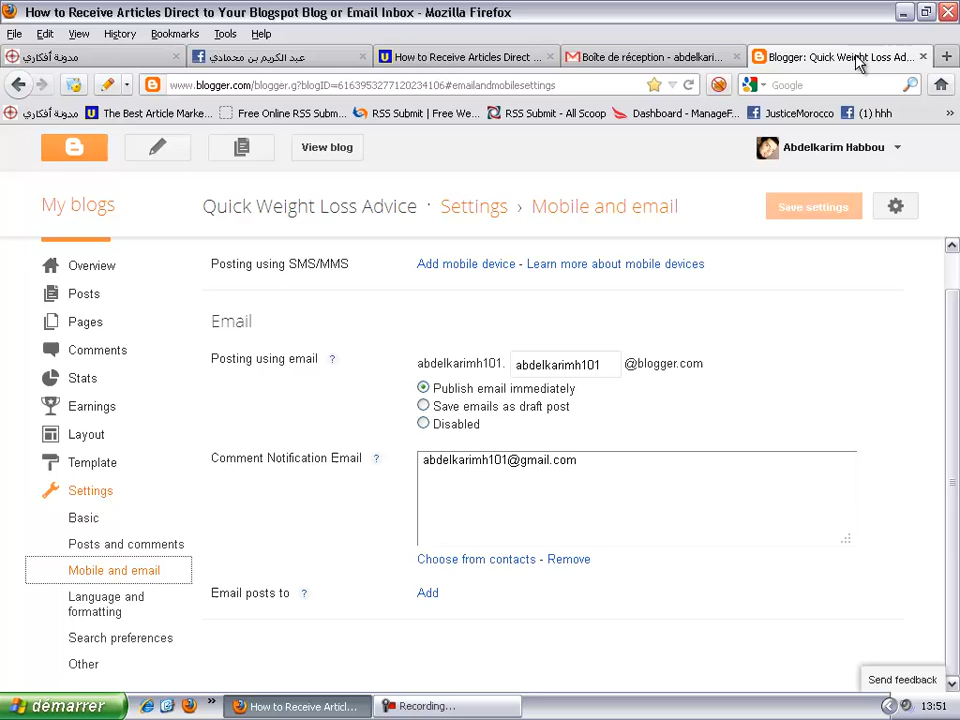 How to Receive Articles Direct to Your Blogspot Blog or Email Inbox - Mozilla Firefox
File Edit View History Bookmarks Tools Help
مدونة أفكاري
عبد الكريم بن محمادي
How to Receive Articles Direct ...
Boîte de réception - abdelkari...
Blogger: Quick Weight Loss Ad...
www.blogger.com/blogger.g?blogID=6163953277120234106#emailandmobilesettings
Google
مدونة أفكاري
The Best Article Marke...
Free Online RSS Subm...
RSS Submit | Free We...
RSS Submit - All Scoop
Dashboard - ManageF...
JusticeMorocco
(1) hhh
»
View blog
Abdelkarim Habbou
My blogs
Quick Weight Loss Advice · Settings › Mobile and email
Save settings
Overview
Posts
Pages
Comments
Stats
Earnings
Layout
Template
Settings
Basic
Posts and comments
Mobile and email
Language and
formatting
Search preferences
Other
Posting using SMS/MMS
Add mobile device - Learn more about mobile devices
Email
Posting using email ?
abdelkarimh101. abdelkarimh101 @blogger.com
Publish email immediately
Save emails as draft post
Disabled
Comment Notification Email ?
abdelkarimh101@gmail.com
Choose from contacts - Remove
Email posts to ?
Add
Send feedback
démarrer
»
How to Receive Articl...
Recording...
13:51